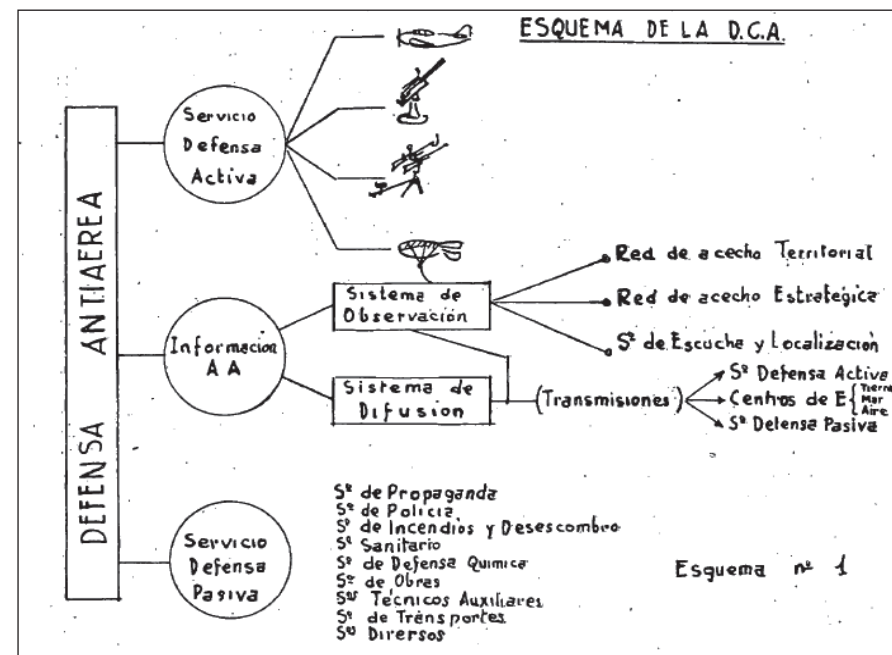 ESQUEMA DE LA D.C.A.
DEFENSA ANTIAEREA
Servicio
Defensa
Activa
Información
A A
Sistema de
Observación
Red de acecho Territorial
Red de acecho Estratégica
Sº de Escucha y Localización
Sistema de
Difusion
(Transmisiones)
Sº Defensa Activa
Centros de E { Tierra
Mar
Aire
Sº Defensa Pasiva
Servicio
Defensa
Pasiva
Sº de Propaganda
Sº de Policia
Sº de Incendios y Desescombro
Sº Sanitario
Sº de Defensa Quimica
Sº de Obras
Sºs Técnicos Auxiliares
Sº de Transportes
Sºs Diversos
Esquema nº 1